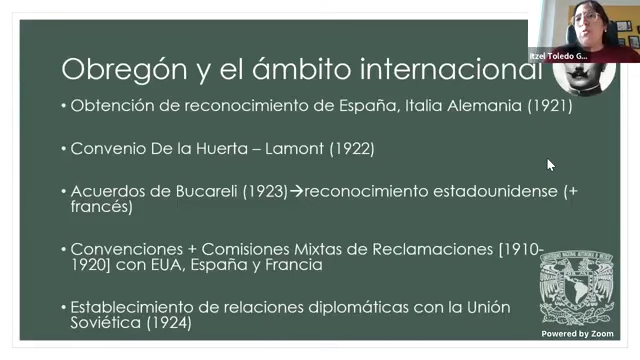 Itzel Toledo G...
Obregón y el ámbito internacional
• Obtención de reconocimiento de España, Italia Alemania (1921)
• Convenio De la Huerta – Lamont (1922)
• Acuerdos de Bucareli (1923)→reconocimiento estadounidense (+
francés)
• Convenciones + Comisiones Mixtas de Reclamaciones [1910-
1920] con EUA, España y Francia
• Establecimiento de relaciones diplomáticas con la Unión
Soviética (1924)
Powered by Zoom